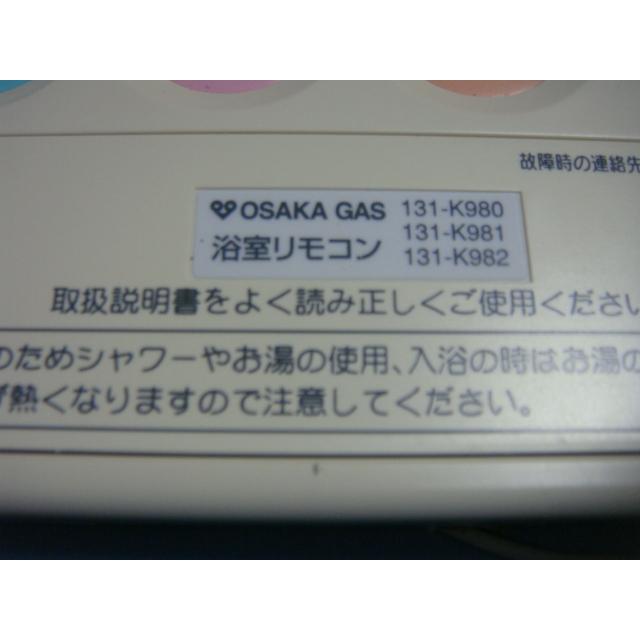 故障時の連絡先
OSAKA GAS 131-K980
131-K981
浴室リモコン 131-K982
取扱説明書をよく読み正しくご使用ください
のためシャワーやお湯の使用、入浴の時はお湯の
熱くなりますので注意してください。